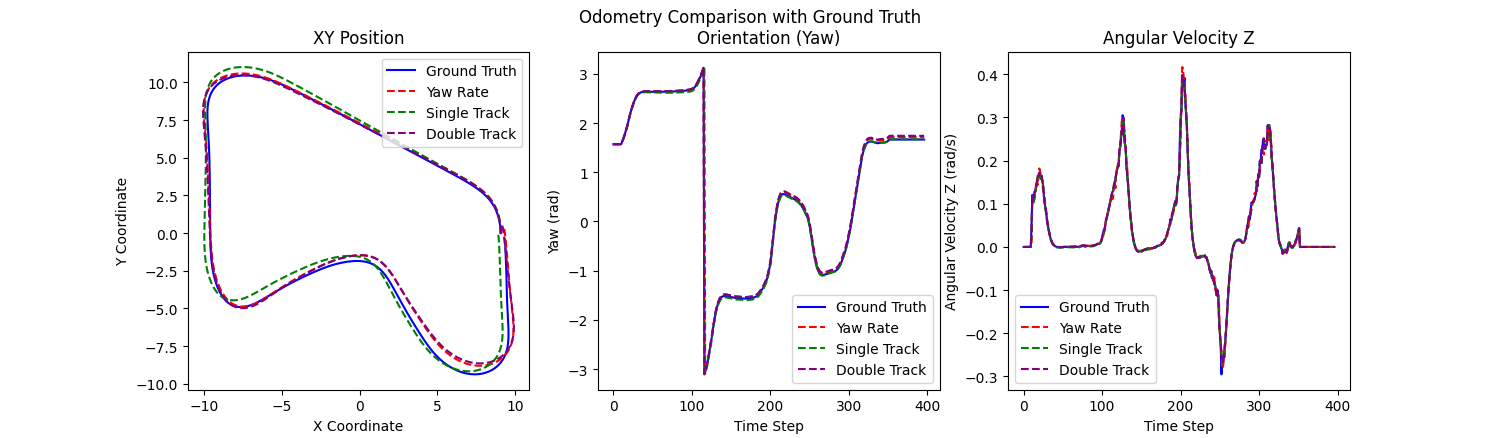 Odometry Comparison with Ground Truth
XY Position
Ground Truth
Yaw Rate
Single Track
Double Track
10.0
7.5
5.0
2.5
0.0
−2.5
−5.0
−7.5
−10.0
Y Coordinate
−10
−5
0
5
10
X Coordinate
Orientation (Yaw)
3
2
1
0
−1
−2
−3
Yaw (rad)
Ground Truth
Yaw Rate
Single Track
Double Track
0
100
200
300
400
Time Step
Angular Velocity Z
0.4
0.3
0.2
0.1
0.0
−0.1
−0.2
−0.3
Angular Velocity Z (rad/s)
Ground Truth
Yaw Rate
Single Track
Double Track
0
100
200
300
400
Time Step